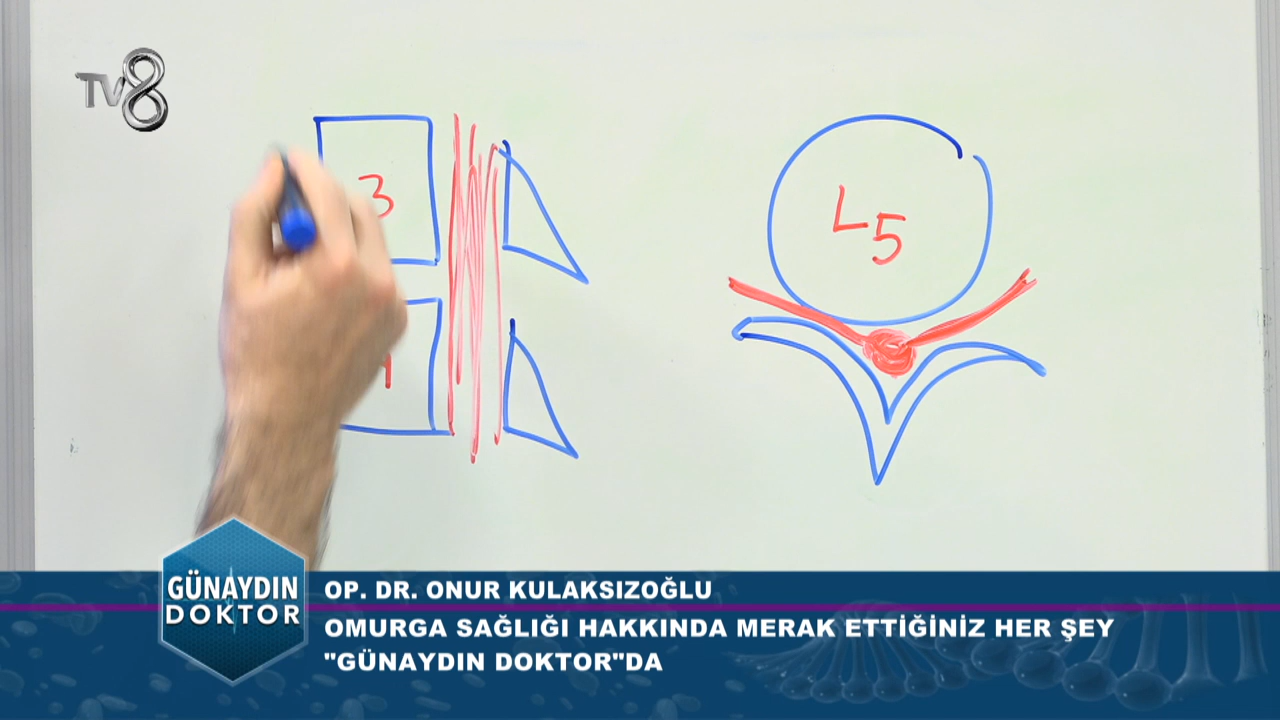 TV8
3
4
L5
GÜNAYDIN
DOKTOR
OP. DR. ONUR KULAKSIZOĞLU
OMURGA SAĞLIĞI HAKKINDA MERAK ETTİĞİNİZ HER ŞEY
"GÜNAYDIN DOKTOR"DA